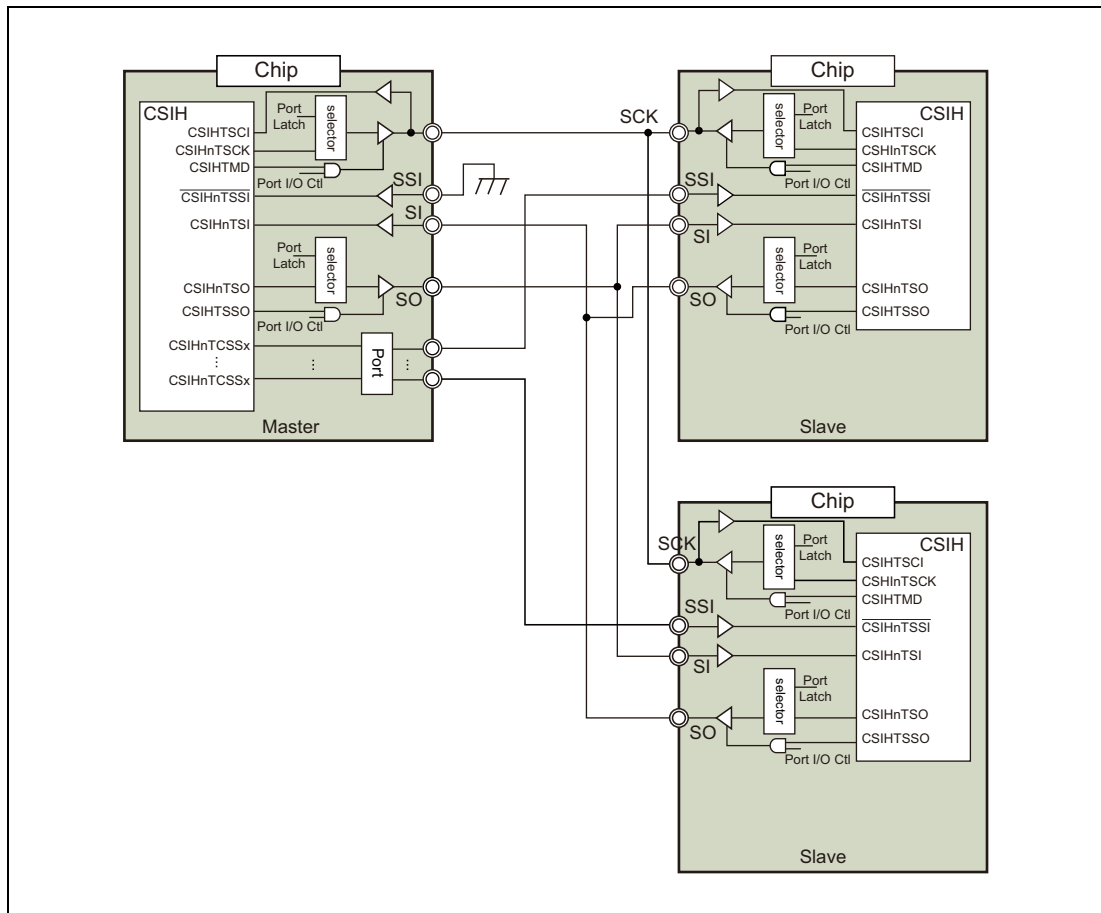 Chip
CSIH
CSIHTSCI
CSIHnTSCK
CSIHTMD
CSIHnTSSI
CSIHnTSI
CSIHnTSO
CSIHTSSO
CSIHnTCSSx
⋮
CSIHnTCSSx
Port
Latch
selector
Port I/O Ctl
Port
Latch
selector
Port I/O Ctl
...
Port
...
SSI
SI
SO
Master
Chip
SCK
SSI
SI
SO
selector
Port
Latch
Port I/O Ctl
selector
Port
Latch
Port I/O Ctl
CSIH
CSIHTSCI
CSHInTSCK
CSIHTMD
CSIHnTSSI
CSIHnTSI
CSIHnTSO
CSIHTSSO
Slave
Chip
SCK
SSI
SI
SO
selector
Port
Latch
Port I/O Ctl
selector
Port
Latch
Port I/O Ctl
CSIH
CSIHTSCI
CSHInTSCK
CSIHTMD
CSIHnTSSI
CSIHnTSI
CSIHnTSO
CSIHTSSO
Slave